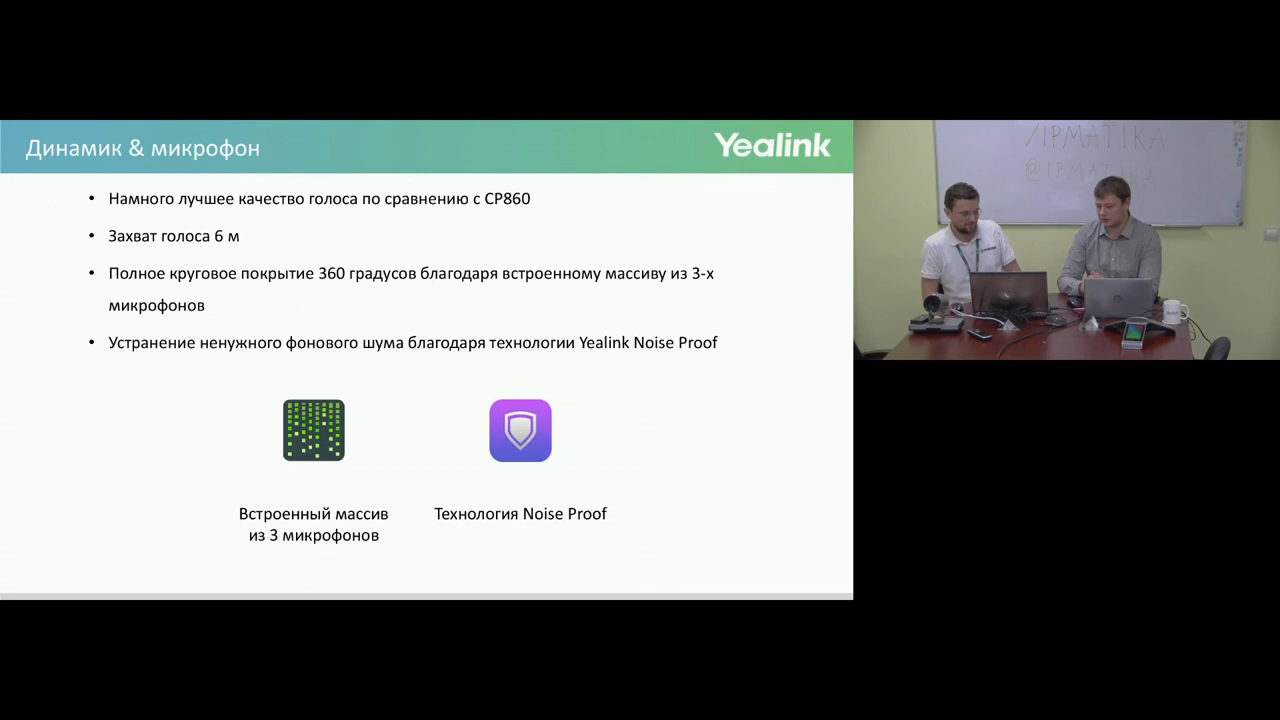 Динамик & микрофон
Yealink
• Намного лучшее качество голоса по сравнению с CP860
• Захват голоса 6 м
• Полное круговое покрытие 360 градусов благодаря встроенному массиву из 3-х
микрофонов
• Устранение ненужного фонового шума благодаря технологии Yealink Noise Proof
Встроенный массив
из 3 микрофонов
Технология Noise Proof
/IPMATIKA
@IPMATIKA